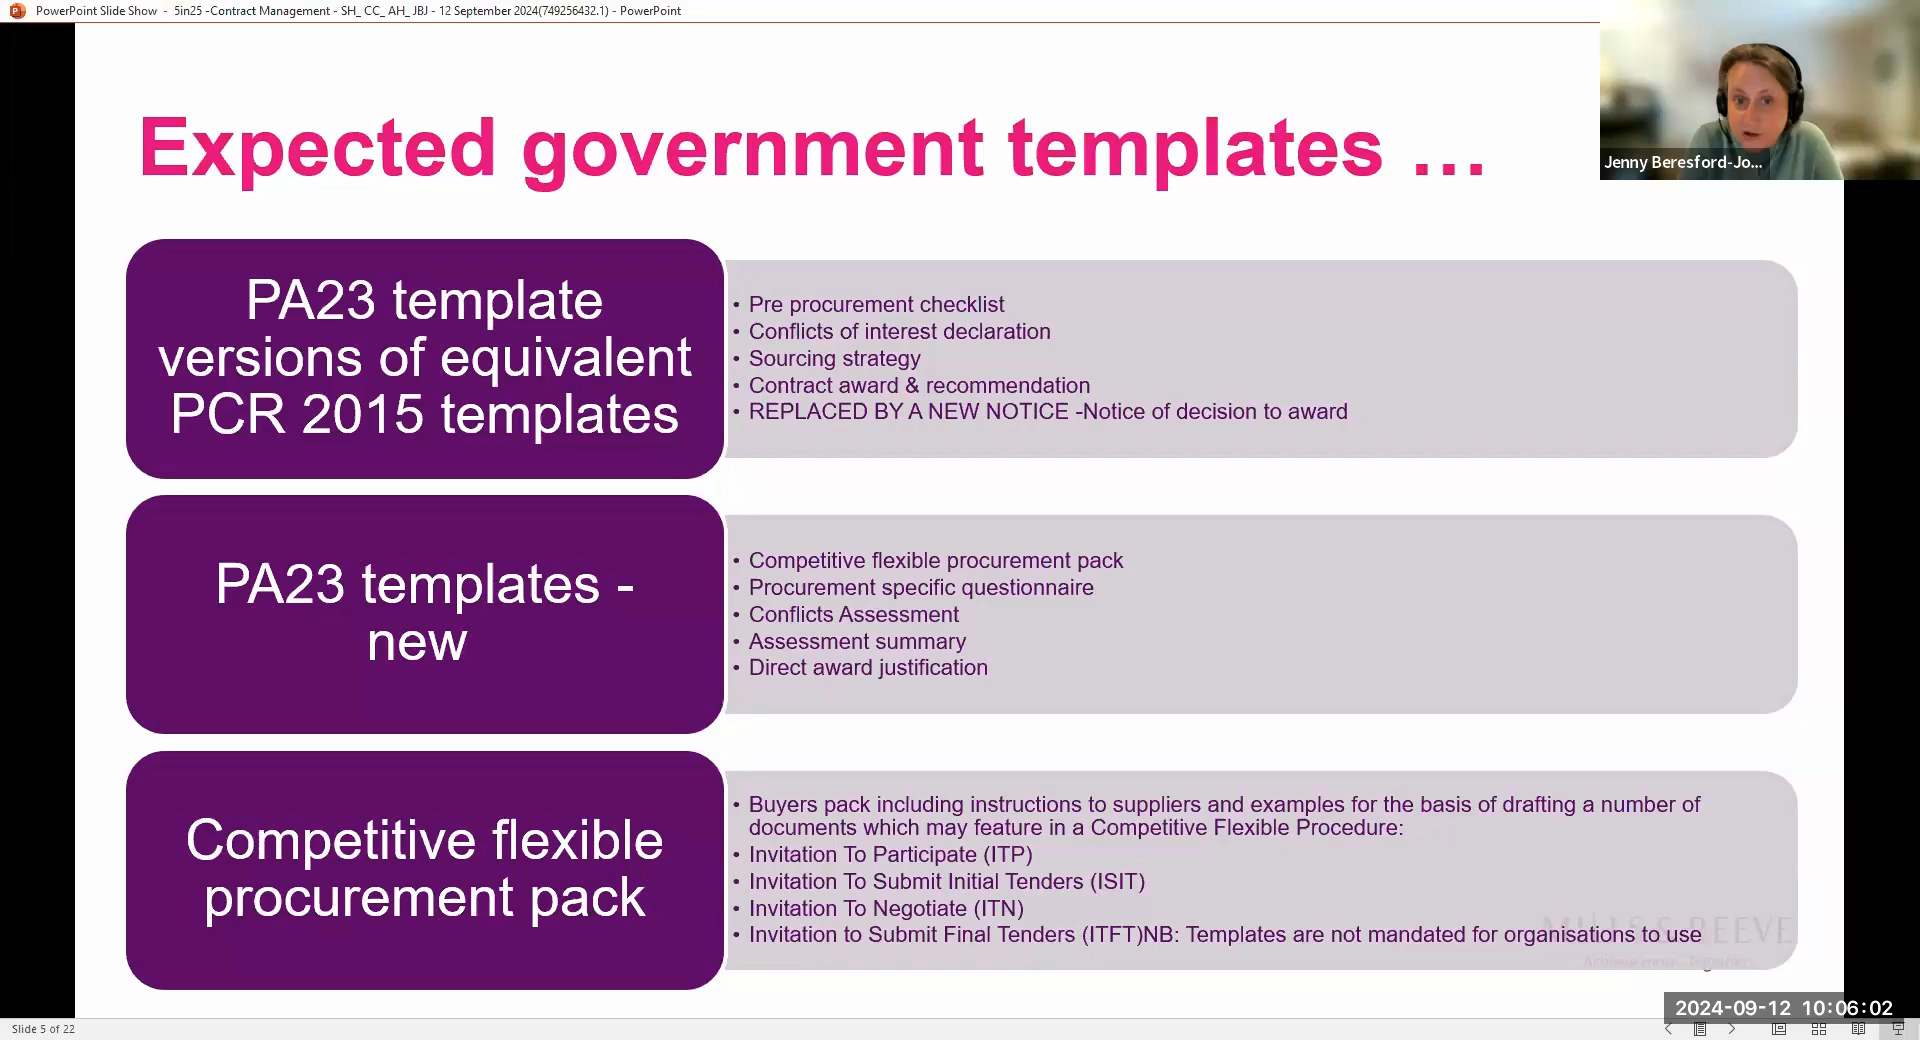 PowerPoint Slide Show - 5in25 -Contract Management - SH_ CC_ AH_ JBJ - 12 September 2024(749256432.1) - PowerPoint
Expected government templates ...
Jenny Beresford-Jo...
PA23 template
versions of equivalent
PCR 2015 templates
• Pre procurement checklist
• Conflicts of interest declaration
• Sourcing strategy
• Contract award & recommendation
• REPLACED BY A NEW NOTICE -Notice of decision to award
PA23 templates -
new
• Competitive flexible procurement pack
• Procurement specific questionnaire
• Conflicts Assessment
• Assessment summary
• Direct award justification
Competitive flexible
procurement pack
• Buyers pack including instructions to suppliers and examples for the basis of drafting a number of
documents which may feature in a Competitive Flexible Procedure:
• Invitation To Participate (ITP)
• Invitation To Submit Initial Tenders (ISIT)
• Invitation To Negotiate (ITN)
• Invitation to Submit Final Tenders (ITFT)NB: Templates are not mandated for organisations to use
MILLS & REEVE
Achieve more. Together.
2024-09-12 10:06:02
Slide 5 of 22